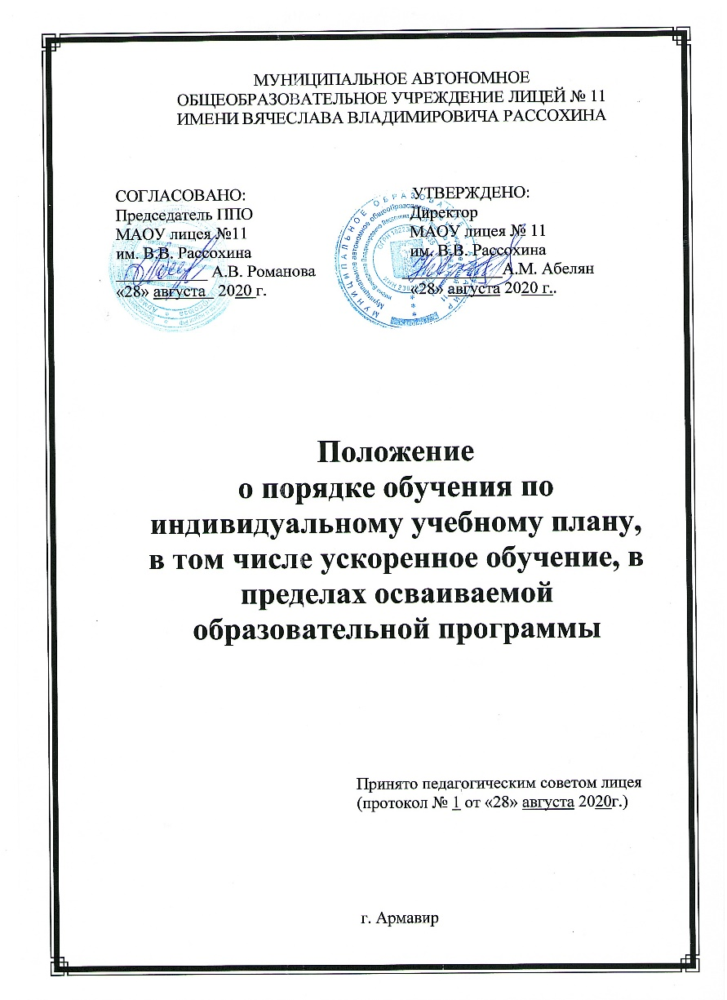 МУНИЦИПАЛЬНОЕ АВТОНОМНОЕ
ОБЩЕОБРАЗОВАТЕЛЬНОЕ УЧРЕЖДЕНИЕ ЛИЦЕЙ № 11
ИМЕНИ ВЯЧЕСЛАВА ВЛАДИМИРОВИЧА РАССОХИНА
СОГЛАСОВАНО:
Председатель ППО
МАОУ лицея №11
им. В.В. Рассохина
А.В. Романова
«28» августа 2020 г.
УТВЕРЖДЕНО:
Директор
МАОУ лицея № 11
им. В.В. Рассохина
А.М. Абелян
«28» августа 2020 г..
Положение
о порядке обучения по
индивидуальному учебному плану,
в том числе ускоренное обучение, в
пределах осваиваемой
образовательной программы
Принято педагогическим советом лицея
(протокол № 1 от «28» августа 2020г.)
г. Армавир